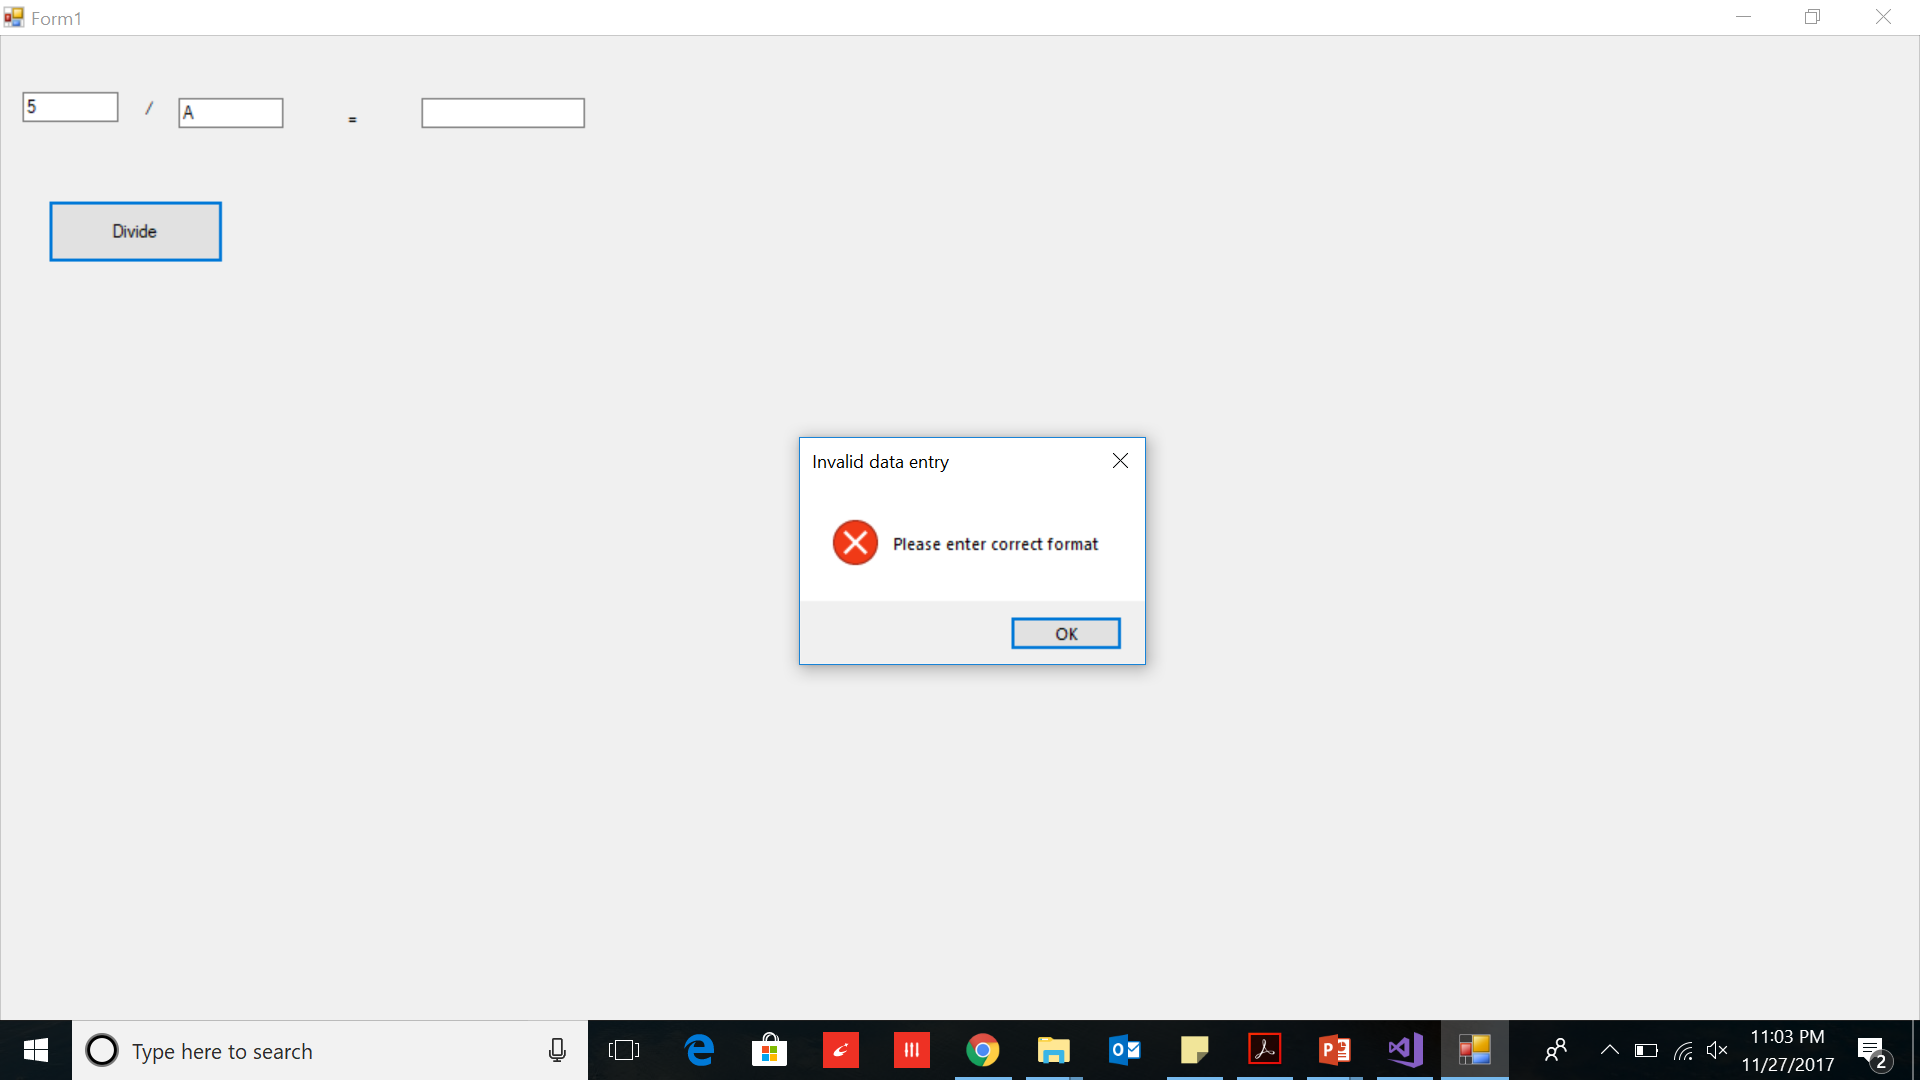 Form1
5 / A =
Divide
Invalid data entry
Please enter correct format
OK
Type here to search
11:03 PM
11/27/2017
2